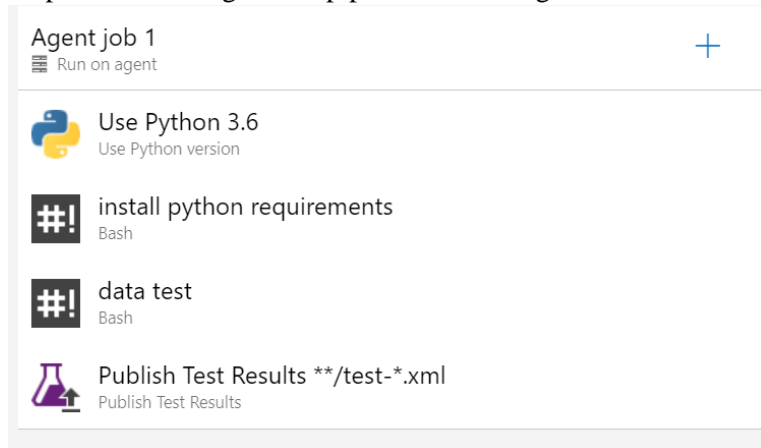 Agent job 1
Run on agent
Use Python 3.6
Use Python version
#!
install python requirements
Bash
#!
data test
Bash
Publish Test Results **/test-*.xml
Publish Test Results